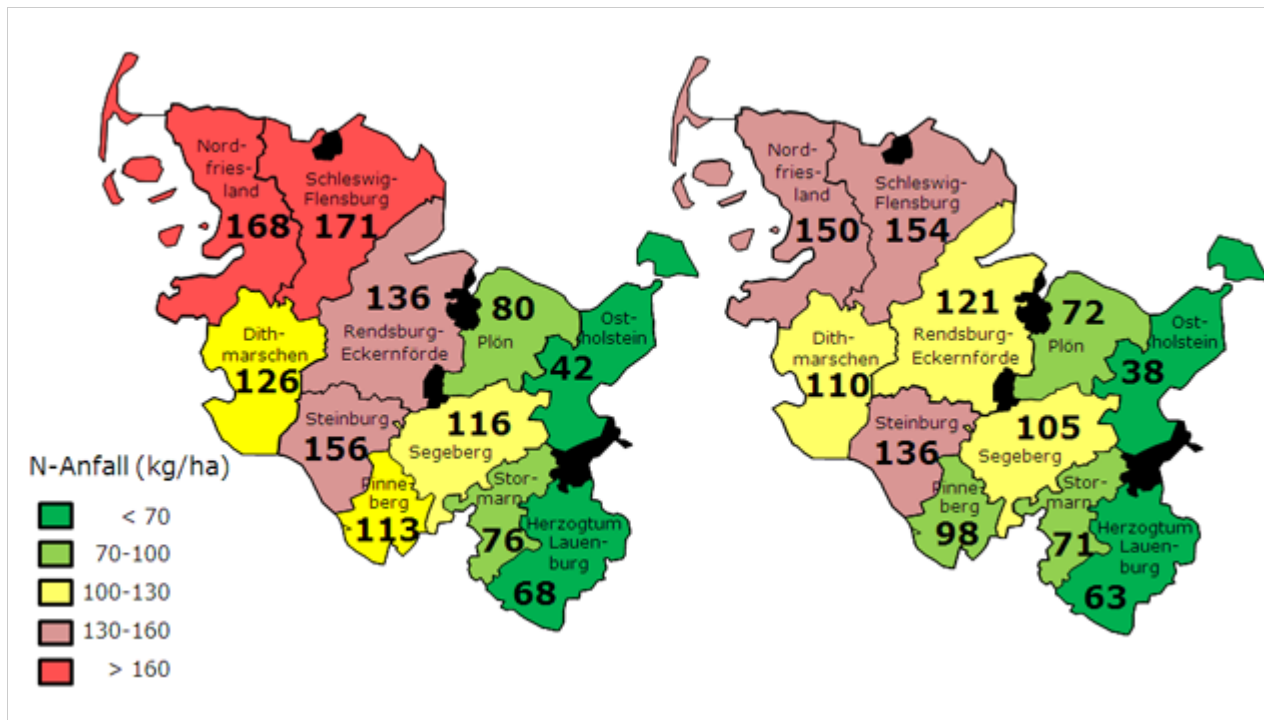 Nord-
fries-
land
168
Schleswig-
Flensburg
171
136
Rendsburg-
Eckernförde
80
Plön
Ost-
holstein
42
Dith-
marschen
126
Steinburg
156
116
Segeberg
Pinne-
berg
113
Stor-
marn
76
Herzogtum
Lauen-
burg
68
Nord-
fries-
land
150
Schleswig-
Flensburg
154
121
Rendsburg-
Eckernförde
72
Plön
Ost-
holstein
38
Dith-
marschen
110
Steinburg
136
105
Segeberg
Pinne-
berg
98
Stor-
marn
71
Herzogtum
Lauen-
burg
63
N-Anfall (kg/ha)
< 70
70-100
100-130
130-160
> 160